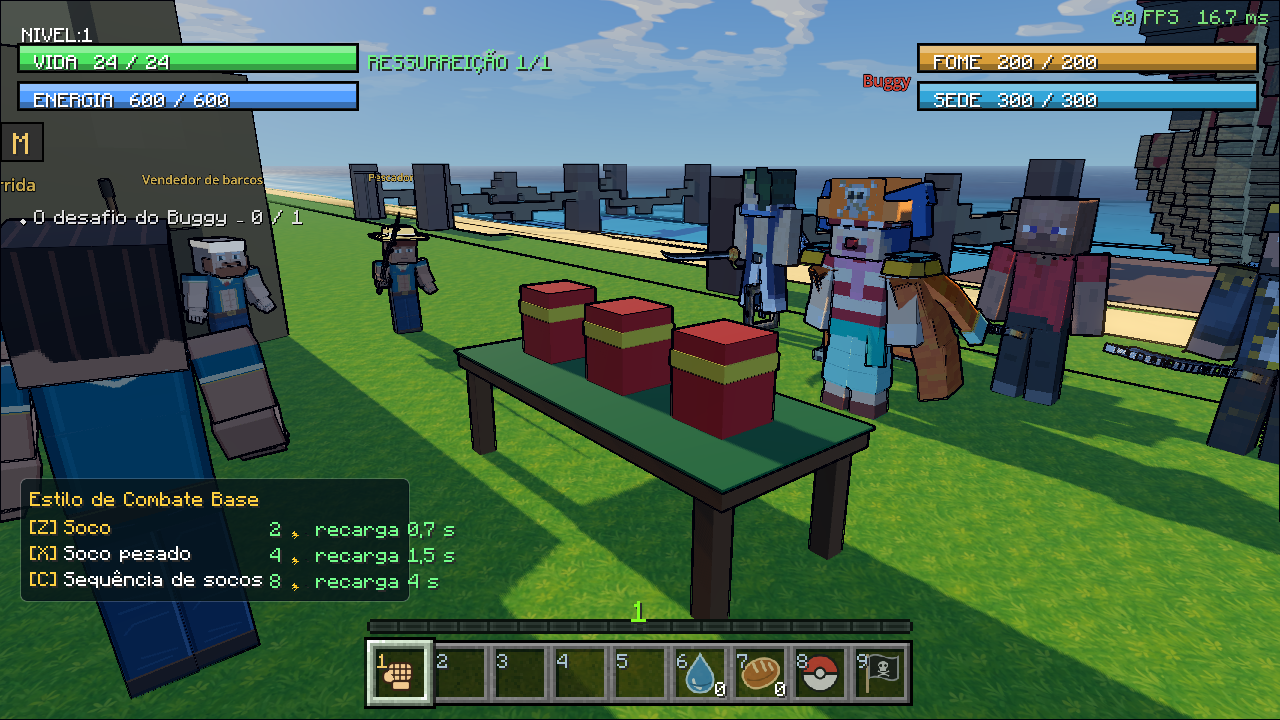 60 FPS 16.7 ms
NIVEL:1
VIDA 24 / 24
RESSURREIÇÃO 1/1
FOME 200 / 200
Buggy
ENERGIA 600 / 600
SEDE 300 / 300
M
rrida
Vendedor de barcos
Pescador
O desafio do Buggy - 0 / 1
Estilo de Combate Base
[Z] Soco 2 recarga 0,7 s
[X] Soco pesado 4 recarga 1,5 s
[C] Sequência de socos 8 recarga 4 s
1
1 2 3 4 5 6 7 8 9
0 0